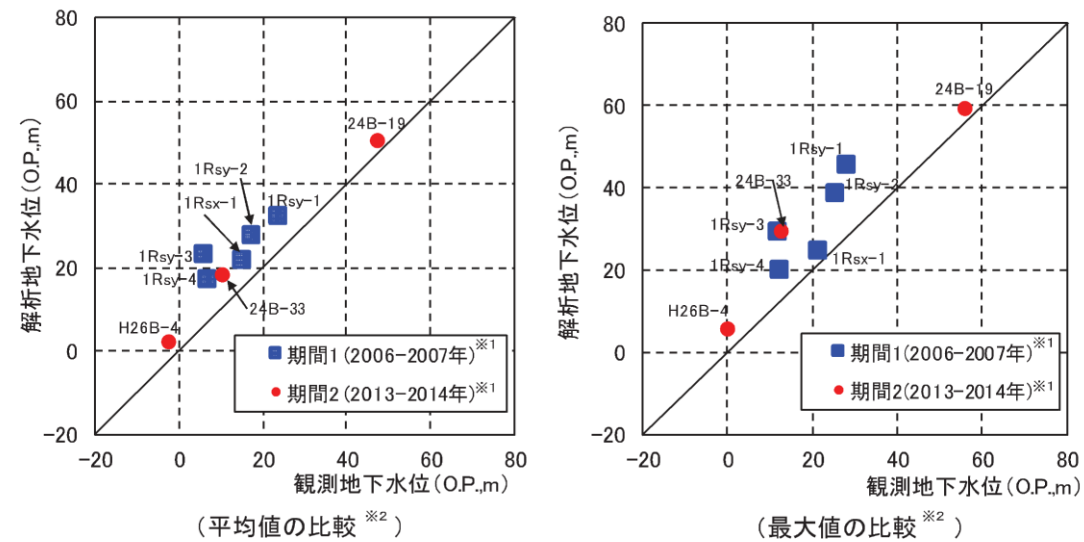 80
60
40
20
0
-20
解析地下水位(O.P.,m)
24B-19
1Rsy-2
1Rsx-1
1Rsy-1
1Rsy-3
1Rsy-4
24B-33
H26B-4
期間1(2006-2007年)※1
期間2(2013-2014年)※1
-20 0 20 40 60 80
観測地下水位(O.P.,m)
(平均値の比較 ※2)
80
60
40
20
0
-20
解析地下水位(O.P.,m)
24B-19
1Rsy-1
24B-33
1Rsy-2
1Rsy-3
1Rsy-4
1Rsx-1
H26B-4
期間1(2006-2007年)※1
期間2(2013-2014年)※1
-20 0 20 40 60 80
観測地下水位(O.P.,m)
(最大値の比較 ※2)